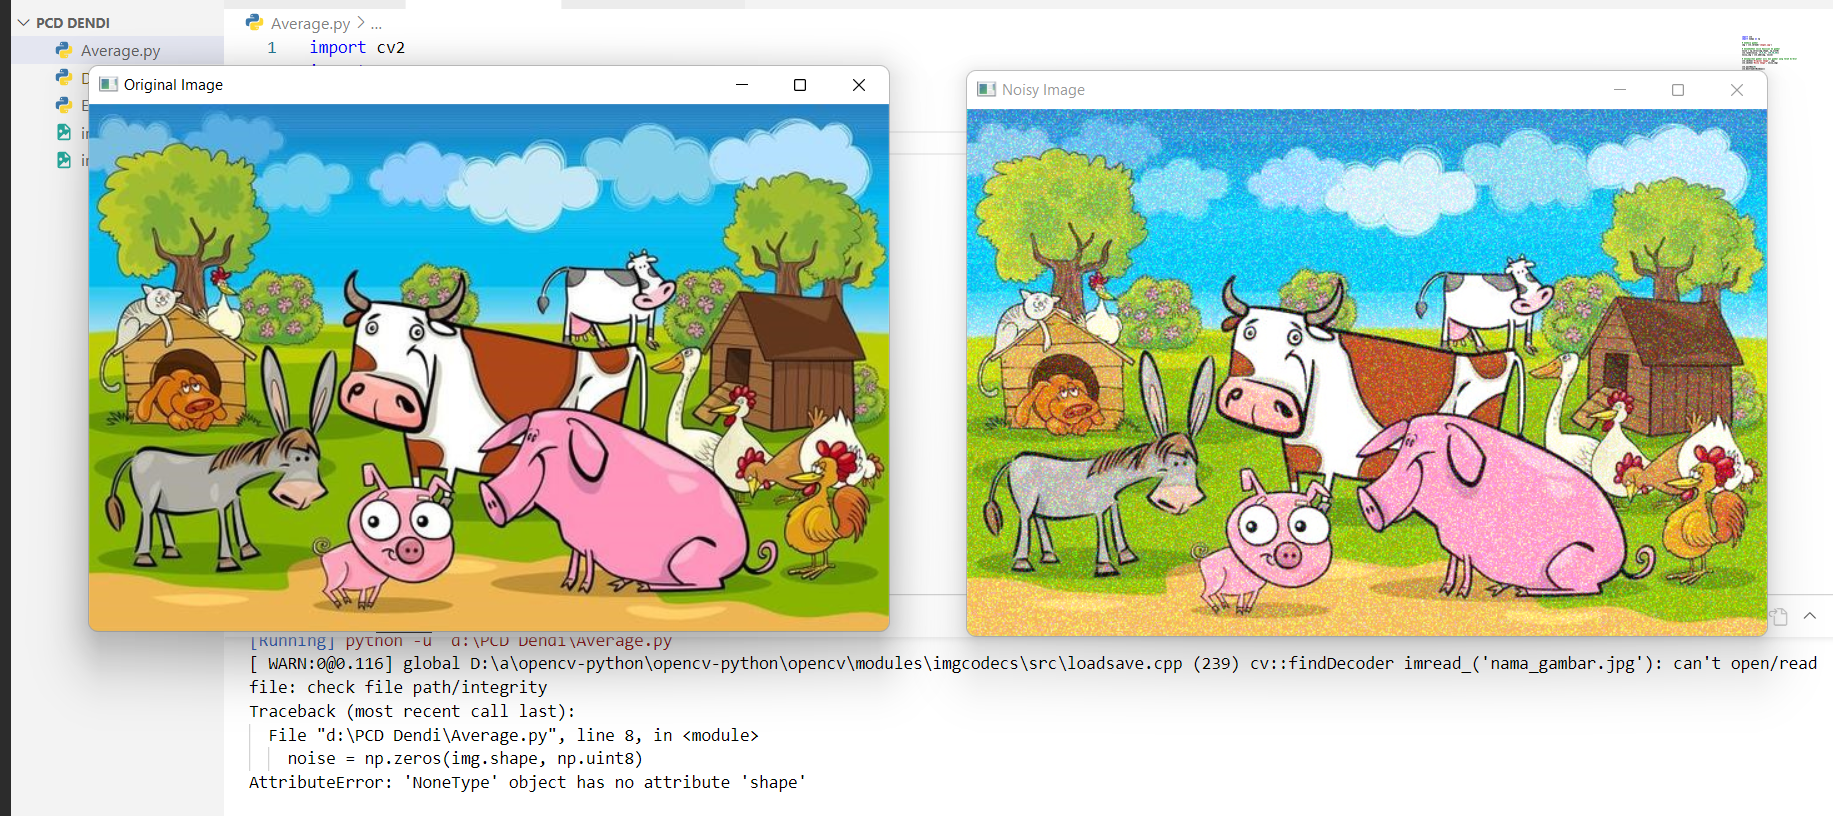 PCD DENDI
Average.py
Average.py > ...
1 import cv2
Original Image
Noisy Image
[Running] python -u "d:\PCD Dendi\Average.py
[ WARN:0@0.116] global D:\a\opencv-python\opencv-python\opencv\modules\imgcodecs\src\loadsave.cpp (239) cv::findDecoder imread_('nama_gambar.jpg'): can't open/read
file: check file path/integrity
Traceback (most recent call last):
File "d:\PCD Dendi\Average.py", line 8, in <module>
noise = np.zeros(img.shape, np.uint8)
AttributeError: 'NoneType' object has no attribute 'shape'